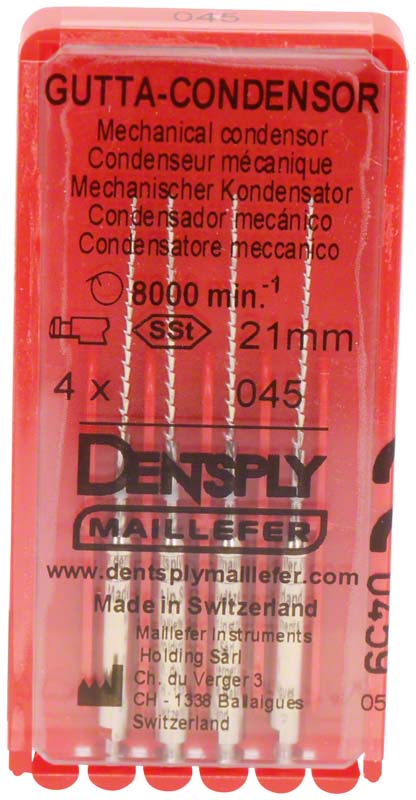 045
GUTTA-CONDENSOR
Mechanical condensor
Condenseur mécanique
Mechanischer Kondensator
Condensador mecánico
Condensatore meccanico
8000 min.-1
SSt 21mm
4 x 045
DENTSPLY
MAILLEFER
www.dentsplymaillefer.com
Made in Switzerland
Maillefer Instruments
Holding Sàrl
Ch. du Verger 3
CH - 1338 Ballaigues
Switzerland
0459
05